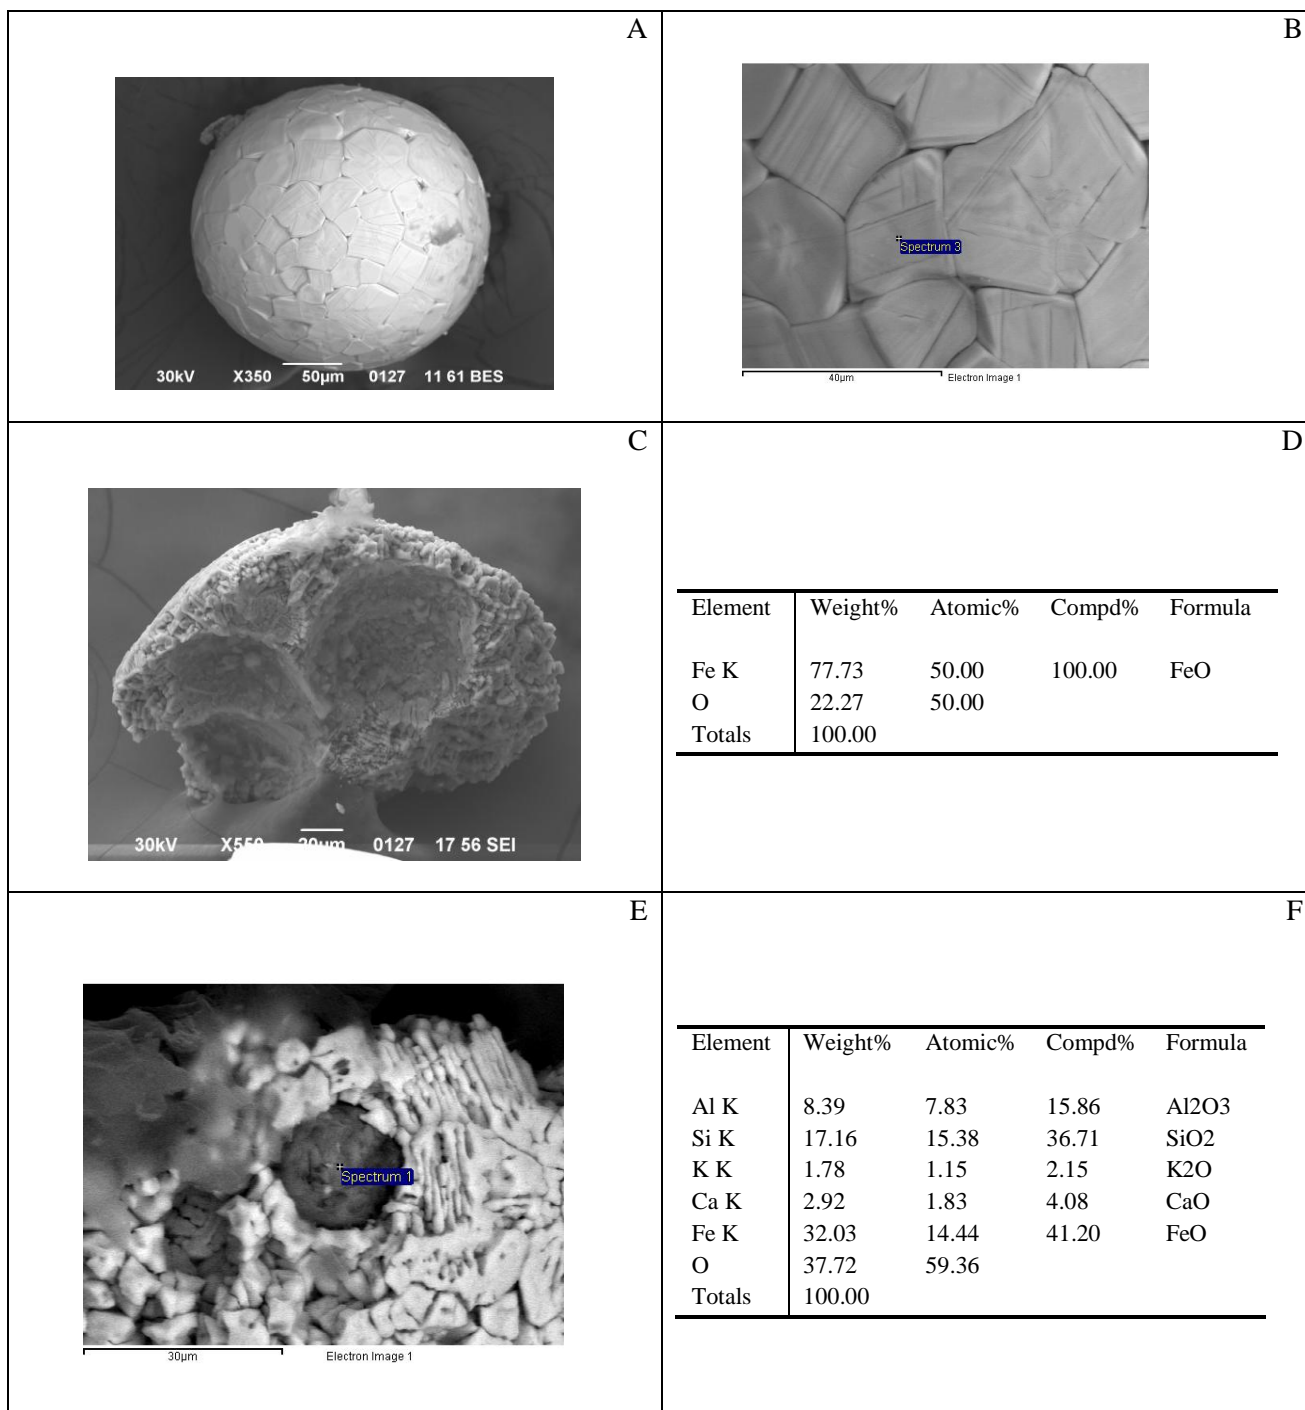 A
30kV X350 50µm 0127 11 61 BES
B
Spectrum 3
40µm Electron Image 1
C
30kV X550 20µm 0127 17 56 SEI
D
Element Weight% Atomic% Compd% Formula
Fe K 77.73 50.00 100.00 FeO
O 22.27 50.00
Totals 100.00
E
Spectrum 1
30µm Electron Image 1
F
Element Weight% Atomic% Compd% Formula
Al K 8.39 7.83 15.86 Al2O3
Si K 17.16 15.38 36.71 SiO2
K K 1.78 1.15 2.15 K2O
Ca K 2.92 1.83 4.08 CaO
Fe K 32.03 14.44 41.20 FeO
O 37.72 59.36
Totals 100.00